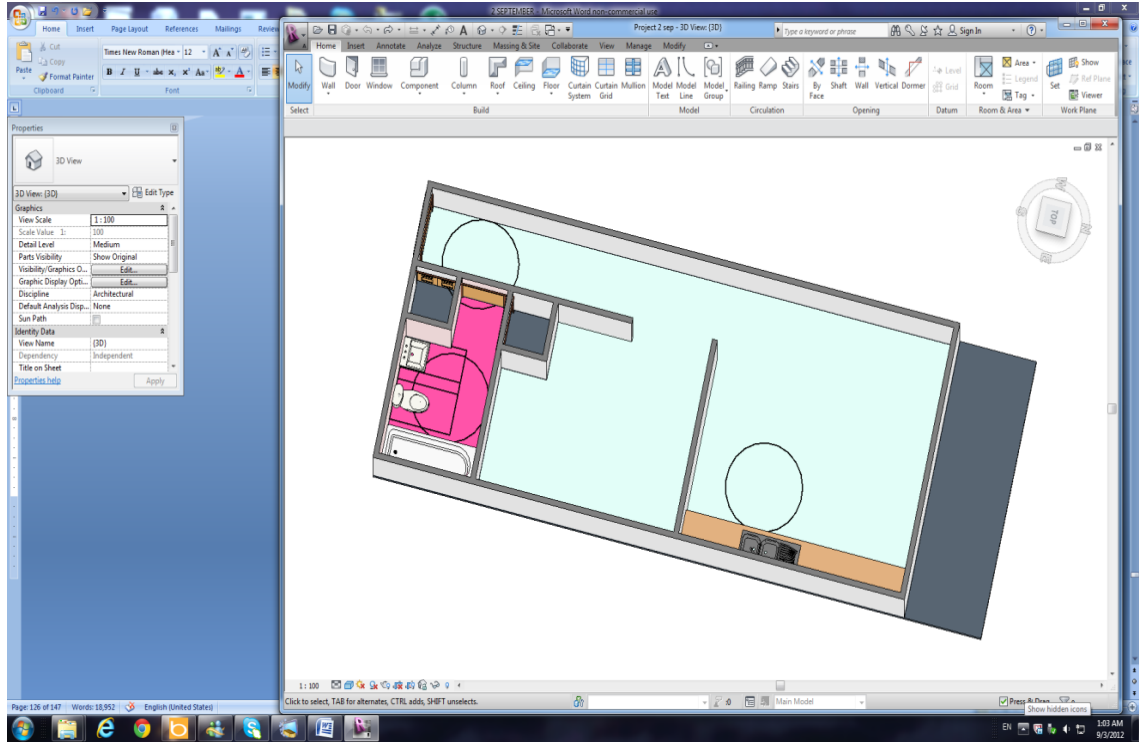 2 SEPTEMBER - Microsoft Word non-commercial use
Home Insert Page Layout References Mailings Review
Project 2 sep - 3D View: {3D}
Type a keyword or phrase
Sign In
Paste
Cut
Copy
Format Painter
Clipboard
Times New Roman (Hea
12
Font
Home Insert Annotate Analyze Structure Massing & Site Collaborate View Manage Modify
Modify Wall Door Window Component Column Roof Ceiling Floor Curtain System Curtain Grid Mullion Model Text Model Line Model Group Railing Ramp Stairs By Face Shaft Wall Vertical Dormer Level Grid Room Area Legend Tag Set Show Ref Plane Viewer
Select Build Model Circulation Opening Datum Room & Area Work Plane
Properties
3D View
3D View: {3D} Edit Type
Graphics
View Scale 1 : 100
Scale Value 1: 100
Detail Level Medium
Parts Visibility Show Original
Visibility/Graphics O... Edit...
Graphic Display Opti... Edit...
Discipline Architectural
Default Analysis Disp... None
Sun Path
Identity Data
View Name {3D}
Dependency Independent
Title on Sheet
Properties help Apply
TOP
1 : 100
Click to select, TAB for alternates, CTRL adds, SHIFT unselects.
:0
Main Model
Press & Drag
Show hidden icons
Page: 126 of 147 Words: 18,952 English (United States)
EN
1:03 AM
9/3/2012